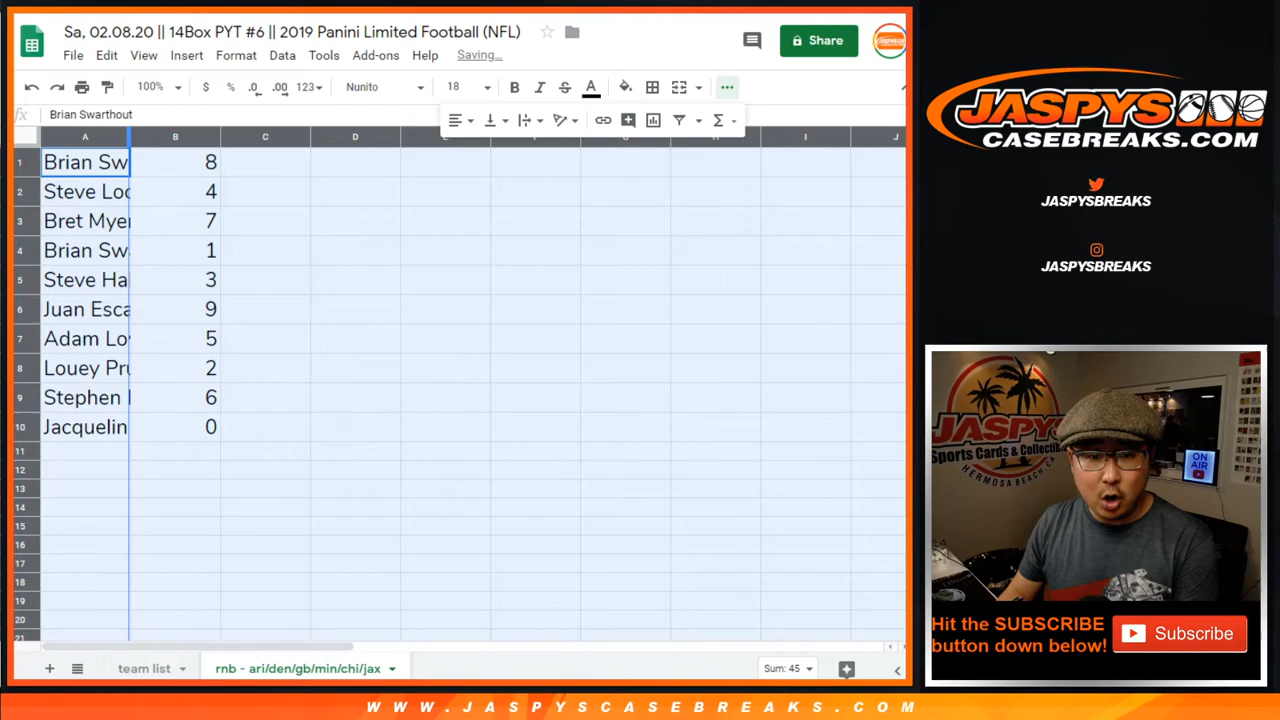 Sa, 02.08.20 || 14Box PYT #6 || 2019 Panini Limited Football (NFL)
File Edit View Insert Format Data Tools Add-ons Help Saving...
Share
100% $ % .0 .00 123 Nunito 18 B I S A
fx Brian Swarthout
A B C D I J
1 Brian Sw 8
2 Steve Loc 4
3 Bret Myer 7
4 Brian Sw 1
5 Steve Ha 3
6 Juan Esca 9
7 Adam Lov 5
8 Louey Pru 2
9 Stephen 6
10 Jacquelin 0
11
12
13
14
15
16
17
18
19
20
21
team list rnb - ari/den/gb/min/chi/jax Sum: 45
JASPYS
CASEBREAKS.COM
JASPYSBREAKS
JASPYSBREAKS
JASPYS
Sports Cards & Collectibles
HERMOSA BEACH, CA
ON
AIR
Hit the SUBSCRIBE
button down below!
Subscribe
WWW.JASPYSCASEBREAKS.COM